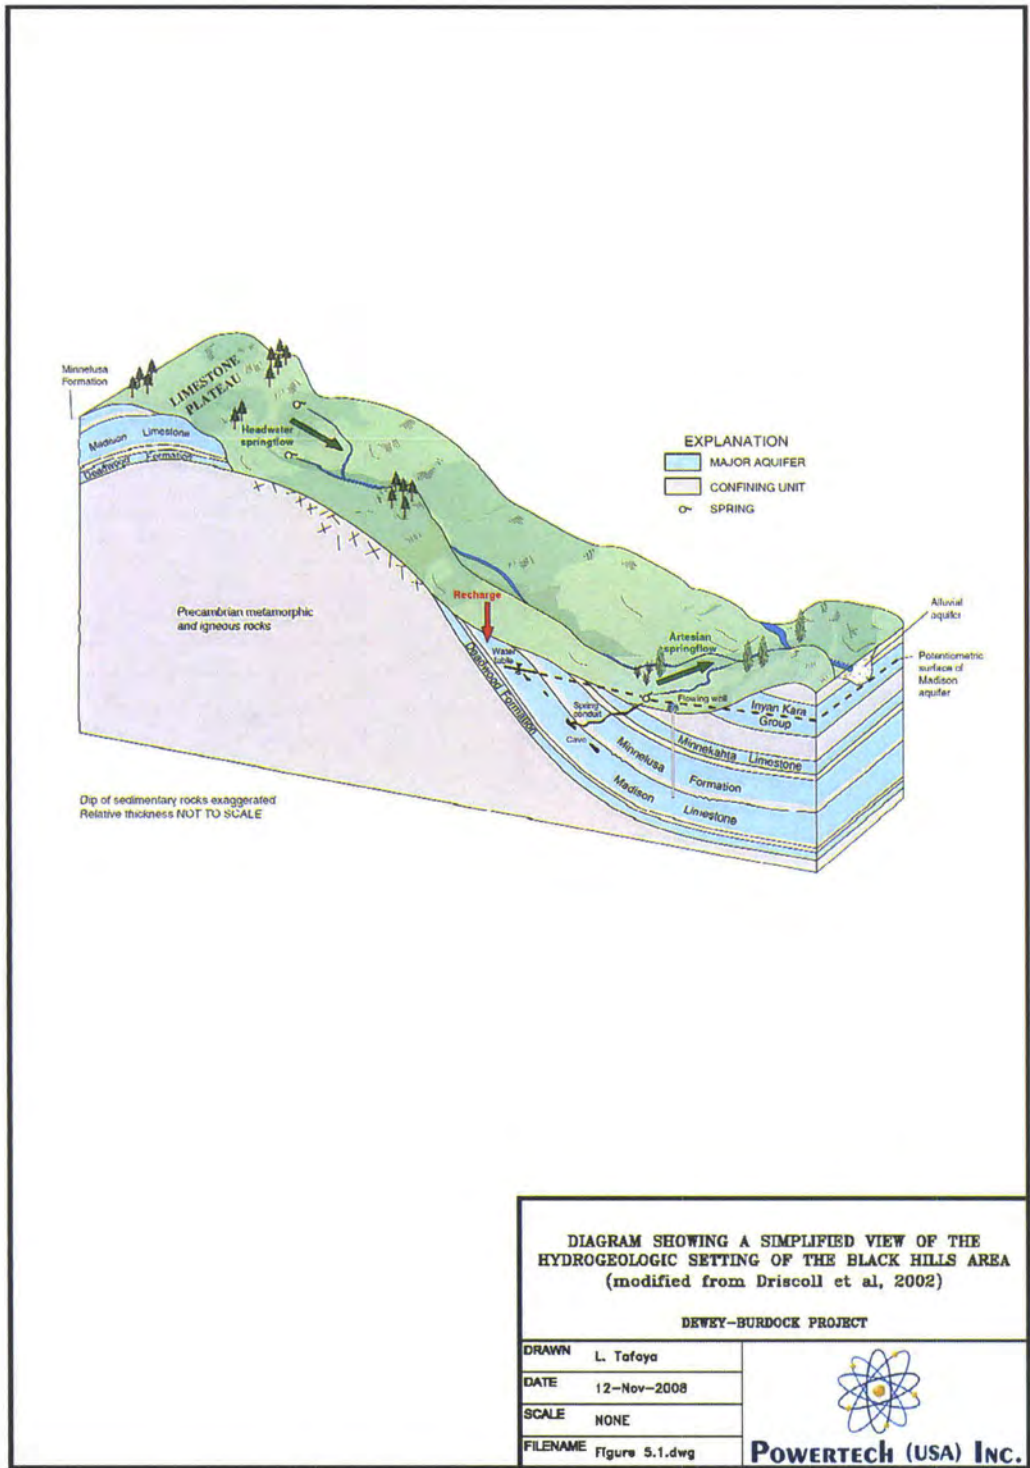 Minnelusa
Formation
LIMESTONE
PLATEAU
Madison Limestone
Deadwood Formation
Headwater
springflow
EXPLANATION
MAJOR AQUIFER
CONFINING UNIT
SPRING
Precambrian metamorphic
and igneous rocks
Recharge
Water
table
Deadwood Formation
Artesian
springflow
Alluvial
aquifer
Potentiometric
surface of
Madison
aquifer
Flowing well
Spring
conduit
Cave
Inyan Kara
Group
Minnekahta Limestone
Minnelusa Formation
Madison Limestone
Dip of sedimentary rocks exaggerated
Relative thickness NOT TO SCALE
DIAGRAM SHOWING A SIMPLIFIED VIEW OF THE
HYDROGEOLOGIC SETTING OF THE BLACK HILLS AREA
(modified from Driscoll et al, 2002)
DEWEY-BURDOCK PROJECT
DRAWN L. Tafoya
DATE 12-Nov-2008
SCALE NONE
FILENAME Figure 5.1.dwg
POWERTECH (USA) INC.